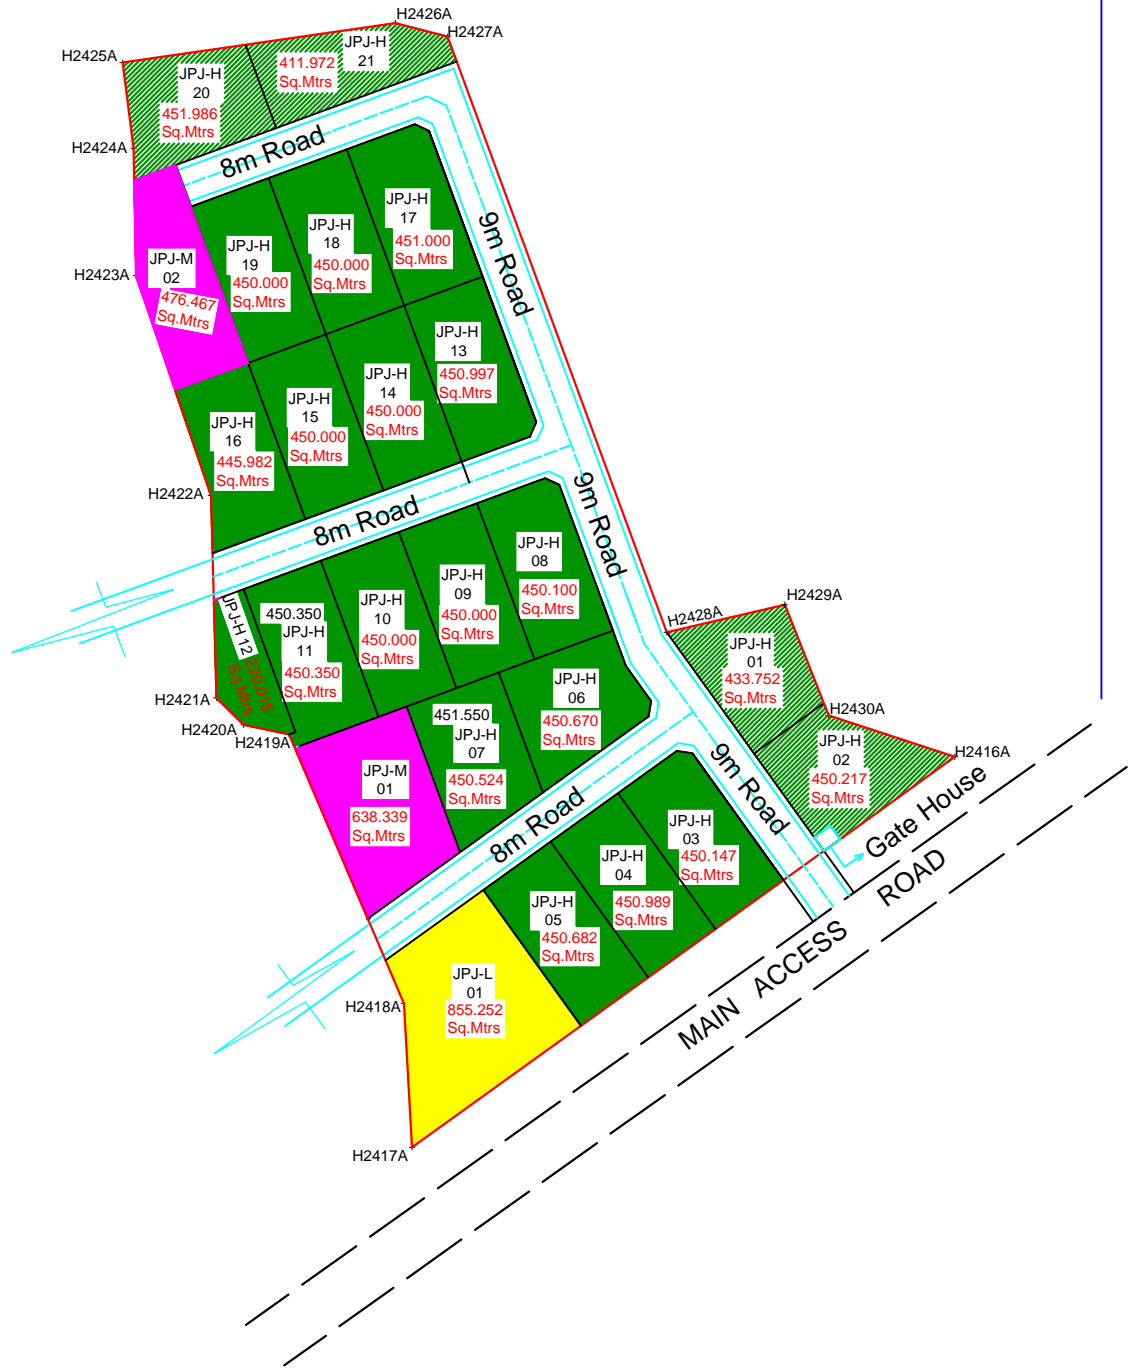 H2426A
H2427A
H2425A
JPJ-H
21
411.972
Sq.Mtrs
JPJ-H
20
451.986
Sq.Mtrs
H2424A
8m Road
JPJ-H
17
451.000
Sq.Mtrs
JPJ-H
18
450.000
Sq.Mtrs
JPJ-H
19
450.000
Sq.Mtrs
9m Road
JPJ-M
02
476.467
Sq.Mtrs
H2423A
JPJ-H
13
450.997
Sq.Mtrs
JPJ-H
14
450.000
Sq.Mtrs
JPJ-H
15
450.000
Sq.Mtrs
JPJ-H
16
445.982
Sq.Mtrs
H2422A
8m Road
9m Road
JPJ-H
08
450.100
Sq.Mtrs
JPJ-H
09
450.000
Sq.Mtrs
JPJ-H
10
450.000
Sq.Mtrs
450.350
JPJ-H
11
450.350
Sq.Mtrs
JPJ-H 12
Sq.Mtrs
H2421A
H2420A
H2419A
H2428A
H2429A
JPJ-H
01
433.752
Sq.Mtrs
H2430A
JPJ-H
02
450.217
Sq.Mtrs
H2416A
JPJ-H
06
450.670
Sq.Mtrs
451.550
JPJ-H
07
450.524
Sq.Mtrs
JPJ-M
01
638.339
Sq.Mtrs
9m Road
8m Road
Gate House
JPJ-H
03
450.147
Sq.Mtrs
JPJ-H
04
450.989
Sq.Mtrs
JPJ-H
05
450.682
Sq.Mtrs
JPJ-L
01
855.252
Sq.Mtrs
H2418A
H2417A
MAIN ACCESS ROAD